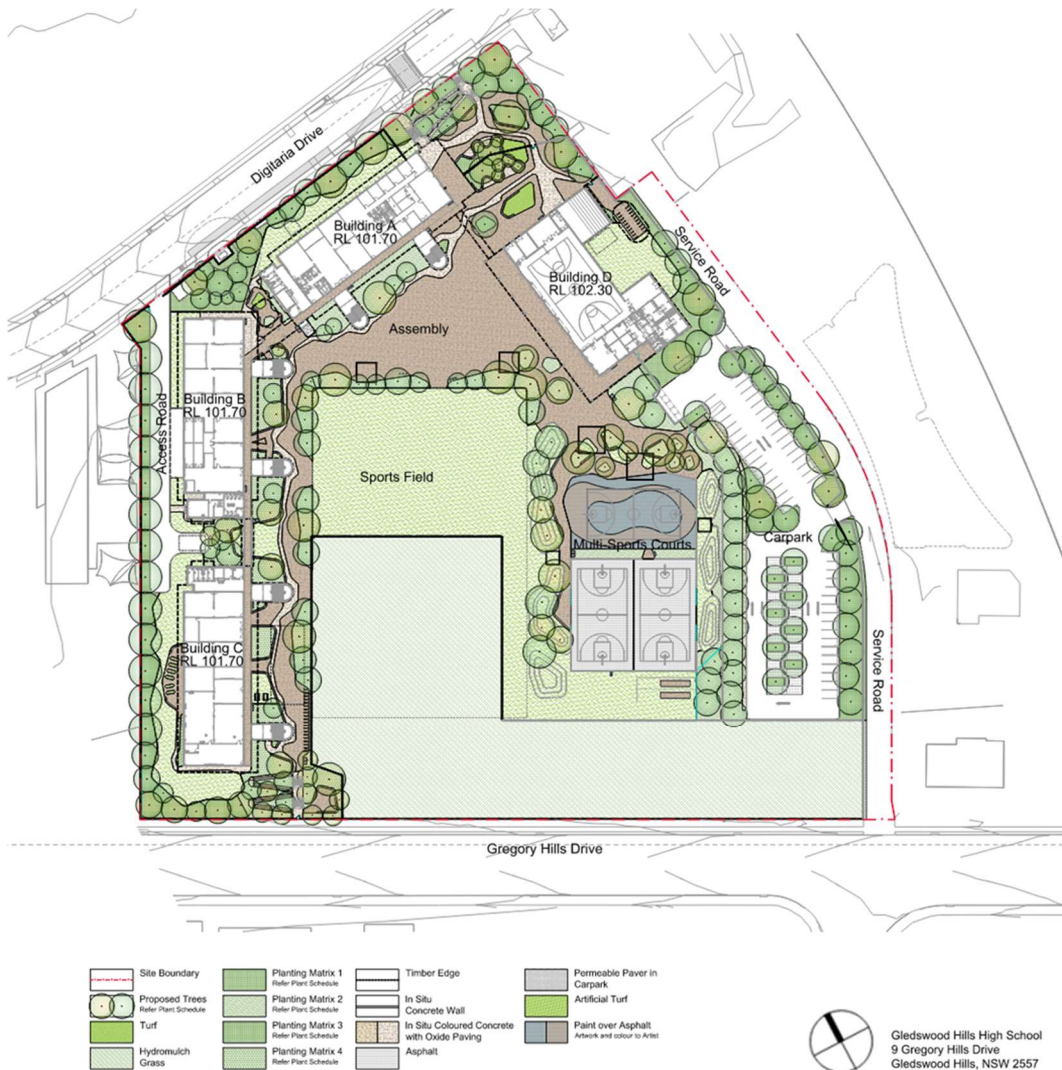 Digitaria Drive
Building A
RL 101.70
Service Road
Building D
RL 102.30
Assembly
Building B
RL 101.70
Access Road
Sports Field
Multi-Sports Courts
Carpark
Building C
RL 101.70
Service Road
Gregory Hills Drive
Site Boundary
Proposed Trees
Refer Plant Schedule
Turf
Hydromulch
Grass
Planting Matrix 1
Refer Plant Schedule
Planting Matrix 2
Refer Plant Schedule
Planting Matrix 3
Refer Plant Schedule
Planting Matrix 4
Refer Plant Schedule
Timber Edge
In Situ
Concrete Wall
In Situ Coloured Concrete
with Oxide Paving
Asphalt
Permeable Paver in
Carpark
Artificial Turf
Paint over Asphalt
Artwork and colour to Artist
Gledswood Hills High School
9 Gregory Hills Drive
Gledswood Hills, NSW 2557